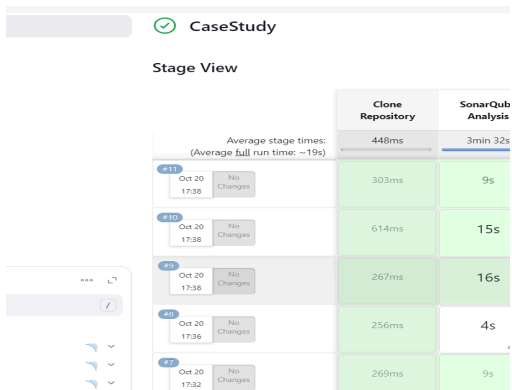 CaseStudy
Stage View
Clone
Repository
SonarQub
Analysis
Average stage times:
(Average full run time: ~19s)
448ms
3min 32s
#11
Oct 20
17:38
No
Changes
303ms
9s
#10
Oct 20
17:38
No
Changes
614ms
15s
#9
Oct 20
17:38
No
Changes
267ms
16s
#8
Oct 20
17:36
No
Changes
256ms
4s
#7
Oct 20
17:32
No
Changes
269ms
9s
/